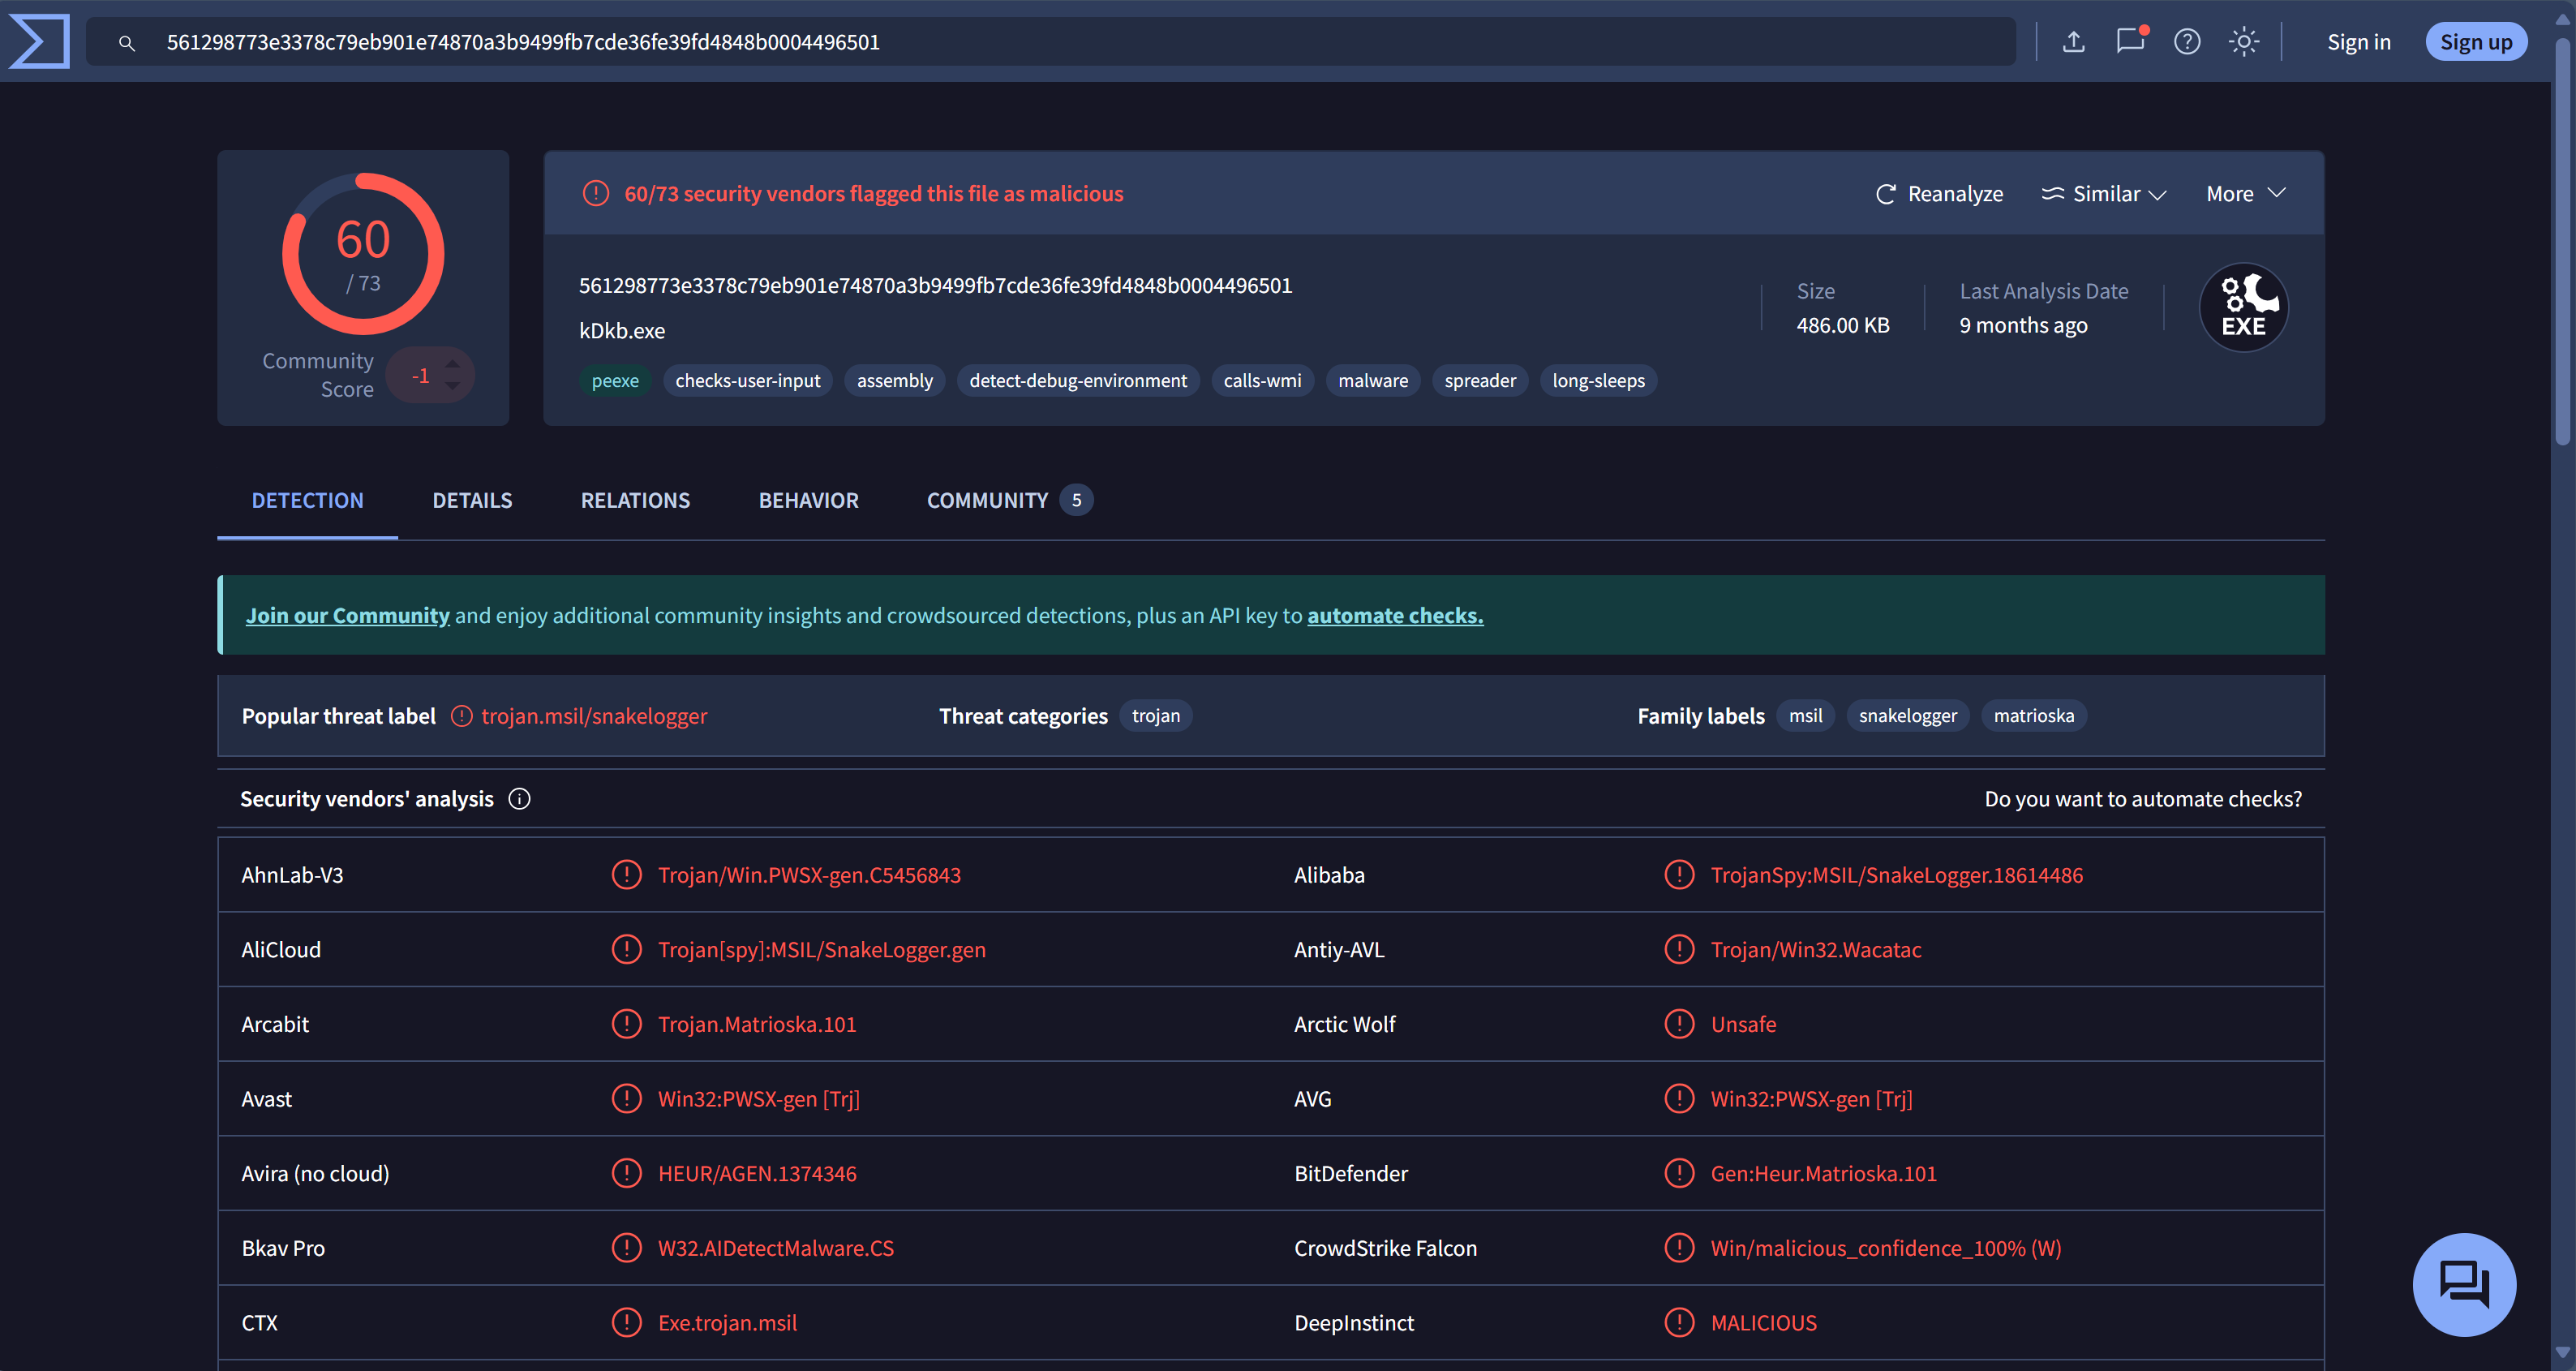 561298773e3378c79eb901e74870a3b9499fb7cde36fe39fd4848b0004496501
Sign in
Sign up
60
/ 73
Community Score
-1
60/73 security vendors flagged this file as malicious
Reanalyze
Similar
More
561298773e3378c79eb901e74870a3b9499fb7cde36fe39fd4848b0004496501
kDkb.exe
Size
486.00 KB
Last Analysis Date
9 months ago
EXE
peexe checks-user-input assembly detect-debug-environment calls-wmi malware spreader long-sleeps
DETECTION DETAILS RELATIONS BEHAVIOR COMMUNITY 5
Join our Community and enjoy additional community insights and crowdsourced detections, plus an API key to automate checks.
Popular threat label trojan.msil/snakelogger Threat categories trojan Family labels msil snakelogger matrioska
Security vendors' analysis Do you want to automate checks?
AhnLab-V3 Trojan/Win.PWSX-gen.C5456843 Alibaba TrojanSpy:MSIL/SnakeLogger.18614486
AliCloud Trojan[spy]:MSIL/SnakeLogger.gen Antiy-AVL Trojan/Win32.Wacatac
Arcabit Trojan.Matrioska.101 Arctic Wolf Unsafe
Avast Win32:PWSX-gen [Trj] AVG Win32:PWSX-gen [Trj]
Avira (no cloud) HEUR/AGEN.1374346 BitDefender Gen:Heur.Matrioska.101
Bkav Pro W32.AIDetectMalware.CS CrowdStrike Falcon Win/malicious_confidence_100% (W)
CTX Exe.trojan.msil DeepInstinct MALICIOUS